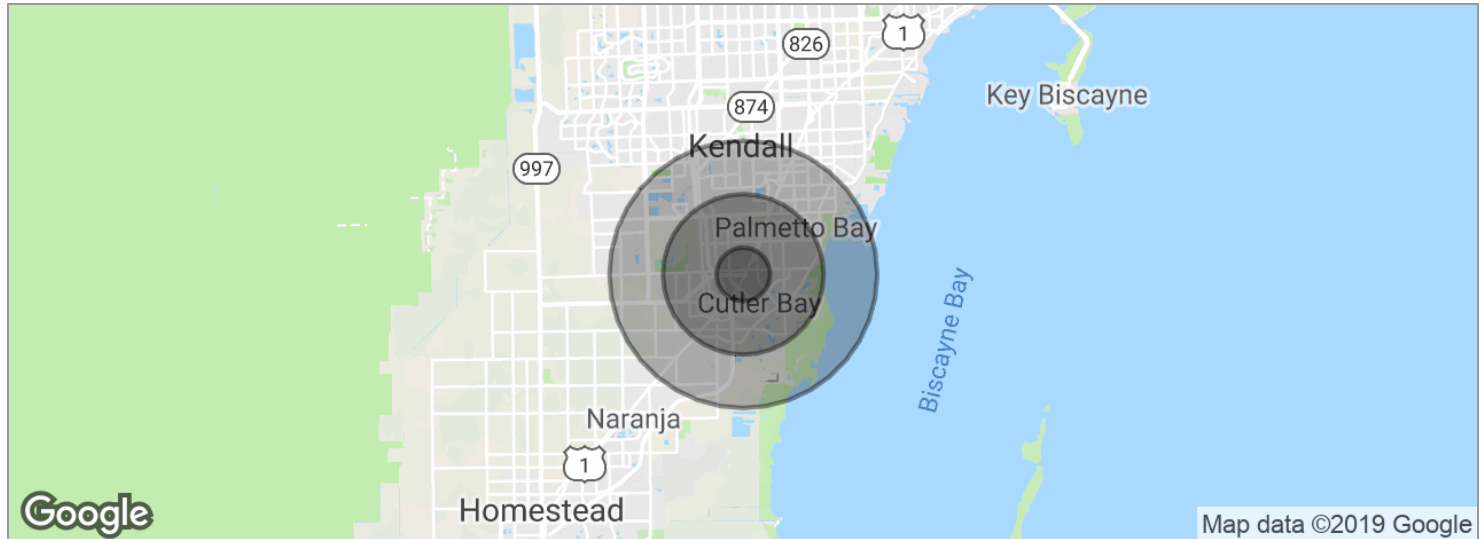 826
1
Key Biscayne
874
Kendall
997
Palmetto Bay
Cutler Bay
Biscayne Bay
Naranja
1
Homestead
Google
Map data ©2019 Google